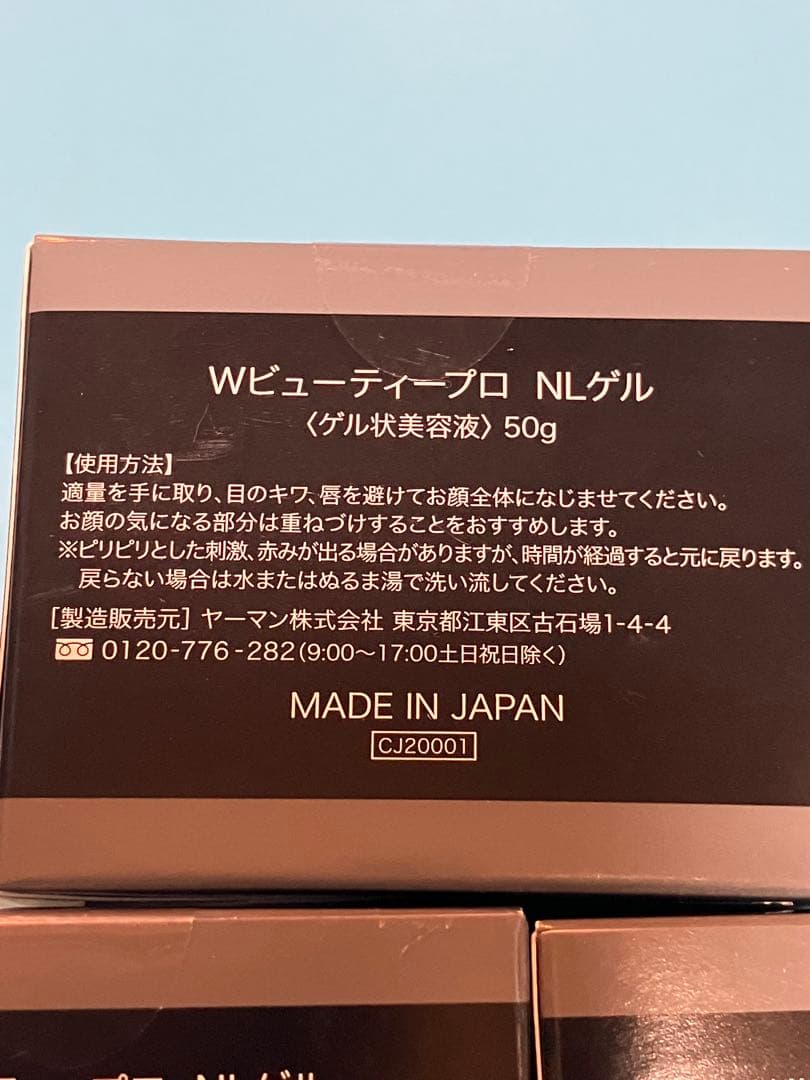 Wビューティープロ NLゲル
〈ゲル状美容液〉50g
【使用方法】
適量を手に取り、目のキワ、唇を避けてお顔全体になじませてください。
お顔の気になる部分は重ねづけすることをおすすめします。
※ピリピリとした刺激、赤みが出る場合がありますが、時間が経過すると元に戻ります。
戻らない場合は水またはぬるま湯で洗い流してください。
［製造販売元］ヤーマン株式会社 東京都江東区古石場1-4-4
0120-776-282(9:00〜17:00土日祝日除く)
MADE IN JAPAN
CJ20001